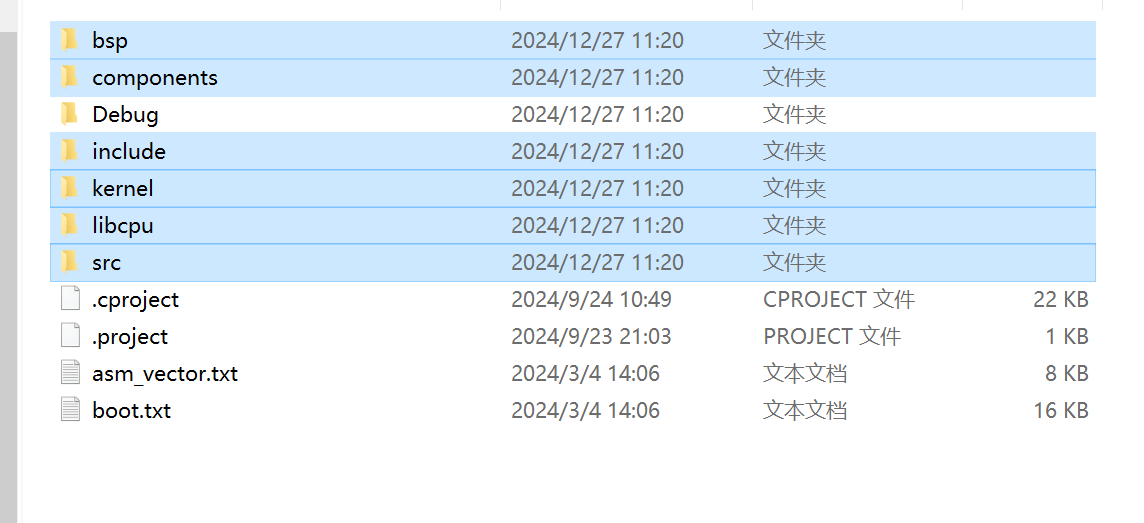 bsp 2024/12/27 11:20 文件夹
components 2024/12/27 11:20 文件夹
Debug 2024/12/27 11:20 文件夹
include 2024/12/27 11:20 文件夹
kernel 2024/12/27 11:20 文件夹
libcpu 2024/12/27 11:20 文件夹
src 2024/12/27 11:20 文件夹
.cproject 2024/9/24 10:49 CPROJECT 文件 22 KB
.project 2024/9/23 21:03 PROJECT 文件 1 KB
asm_vector.txt 2024/3/4 14:06 文本文档 8 KB
boot.txt 2024/3/4 14:06 文本文档 16 KB